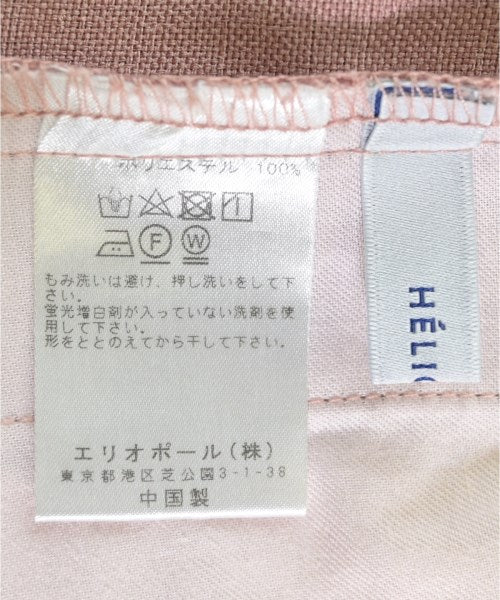 ポリエステル 100%
F
W
もみ洗いは避け、押し洗いをして下
さい。
蛍光増白剤が入っていない洗剤を使
用して下さい。
形をととのえてから干して下さい。
エリオポール(株)
東京都港区芝公園3-1-38
中国製
HÉLIO